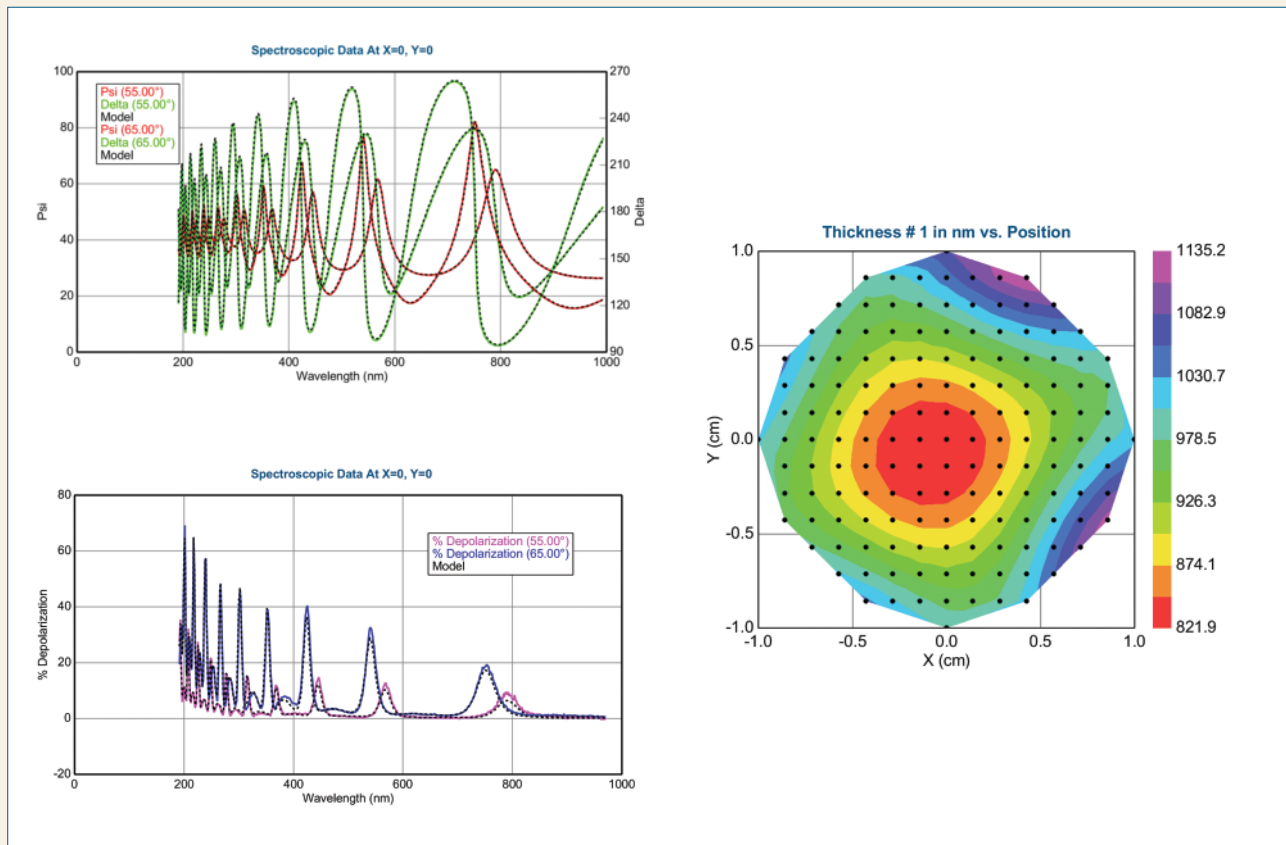 Spectroscopic Data At X=0, Y=0
100
80
60
40
20
0
Psi
270
240
210
180
150
120
90
Delta
Psi (55.00°)
Delta (55.00°)
Model
Psi (65.00°)
Delta (65.00°)
Model
0 200 400 600 800 1000
Wavelength (nm)
Spectroscopic Data At X=0, Y=0
80
60
40
20
0
-20
% Depolarization
% Depolarization (55.00°)
% Depolarization (65.00°)
Model
0 200 400 600 800 1000
Wavelength (nm)
Thickness # 1 in nm vs. Position
1.0
0.5
0.0
-0.5
-1.0
Y (cm)
-1.0 -0.5 0.0 0.5 1.0
X (cm)
1135.2
1082.9
1030.7
978.5
926.3
874.1
821.9